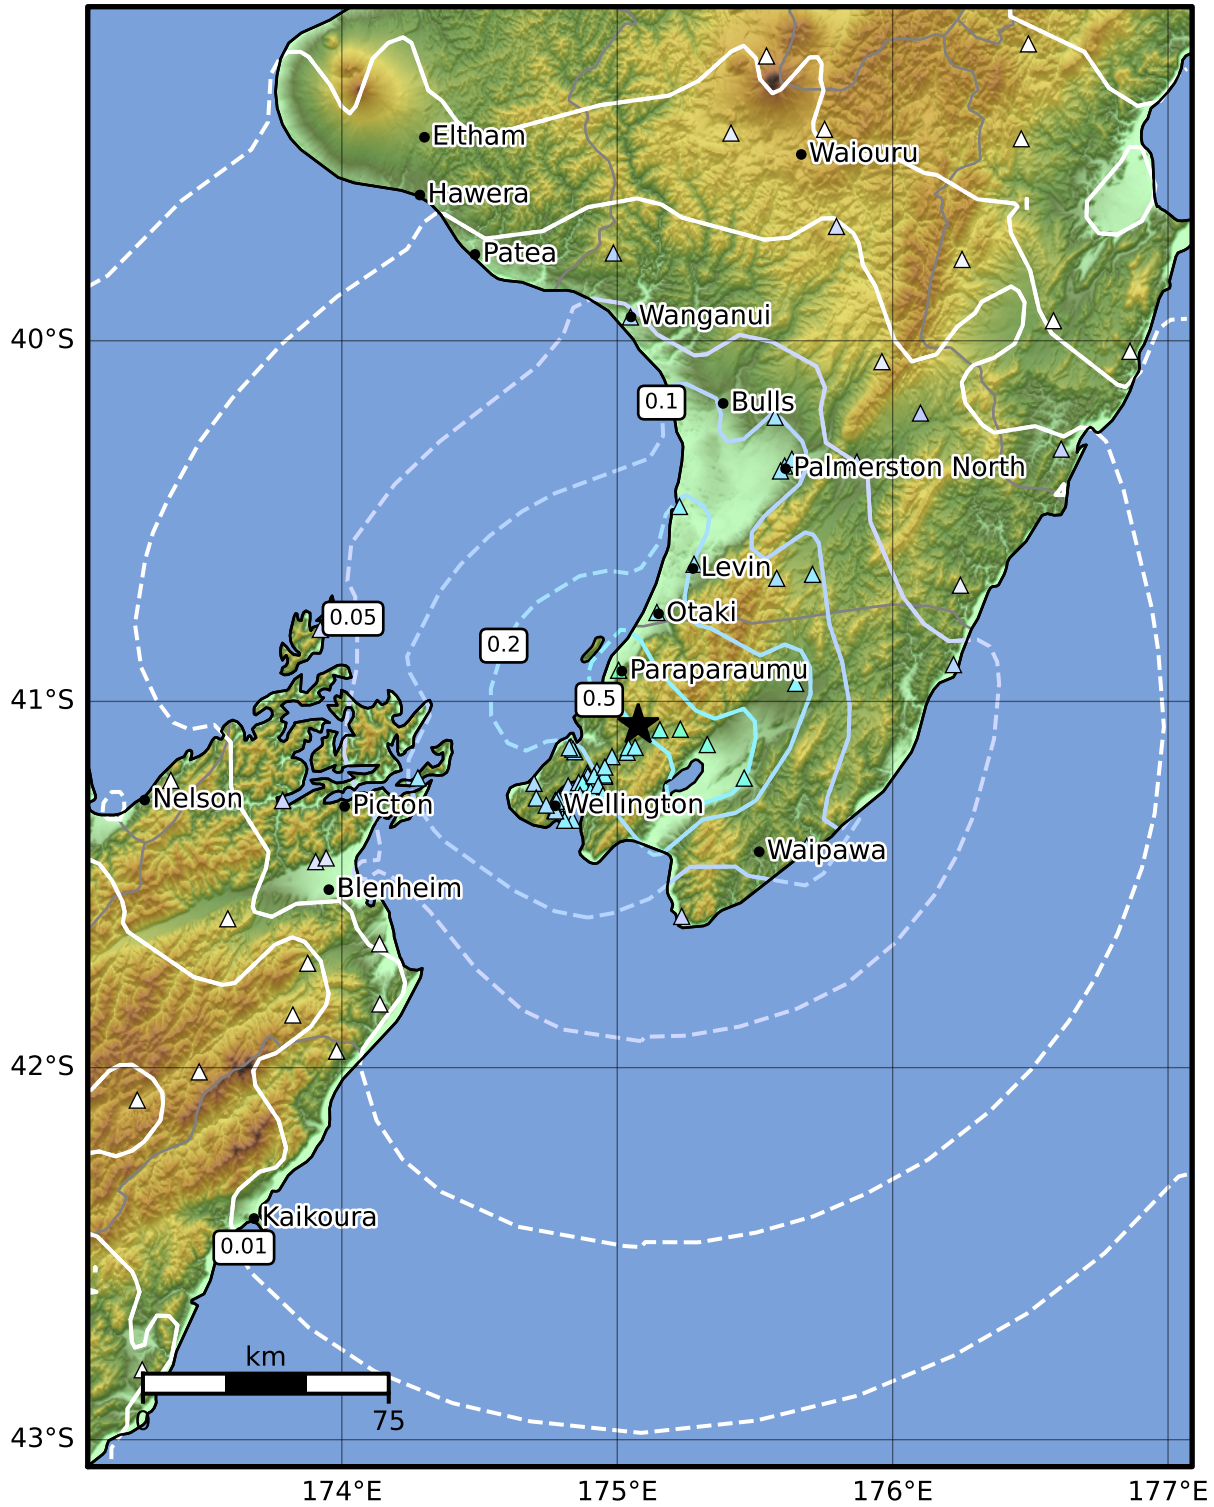 Eltham
Waiouru
Hawera
Patea
Wanganui
40°S
0.1
Bulls
Palmerston North
Levin
Otaki
0.05
0.2
Paraparaumu
41°S
0.5
Nelson
Picton
Wellington
Waipawa
Blenheim
42°S
Kaikoura
0.01
km
0
75
43°S
174°E
175°E
176°E
177°E